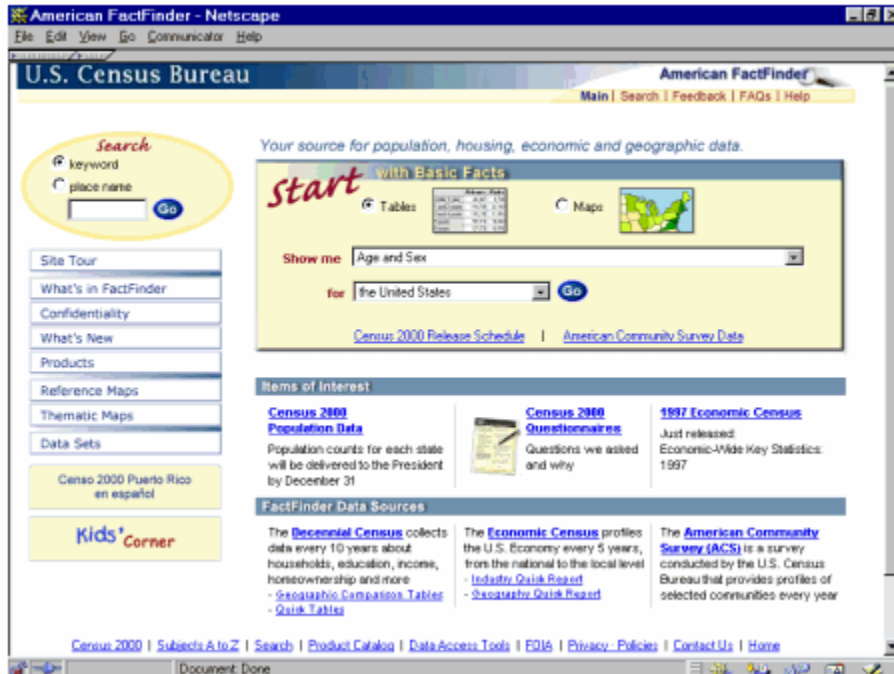 American FactFinder - Netscape
File Edit View Go Communicator Help
U.S. Census Bureau
American FactFinder
Main | Search | Feedback | FAQs | Help
Search
keyword
place name
Go
Site Tour
What's in FactFinder
Confidentiality
What's New
Products
Reference Maps
Thematic Maps
Data Sets
Censo 2000 Puerto Rico
en español
Kids' Corner
Your source for population, housing, economic and geographic data.
Start with Basic Facts
Tables
Maps
Show me Age and Sex
for the United States Go
Census 2000 Release Schedule | American Community Survey Data
Items of Interest
Census 2000
Population Data
Population counts for each state
will be delivered to the President
by December 31
Census 2000
Questionnaires
Questions we asked
and why
1997 Economic Census
Just released:
Economic-Wide Key Statistics:
1997
FactFinder Data Sources
The Decennial Census collects
data every 10 years about
households, education, income,
homeownership and more
- Geographic Comparison Tables
- Quick Tables
The Economic Census profiles
the U.S. Economy every 5 years,
from the national to the local level
- Industry Quick Report
- Geography Quick Report
The American Community
Survey (ACS) is a survey
conducted by the U.S. Census
Bureau that provides profiles of
selected communities every year
Census 2000 | Subjects A to Z | Search | Product Catalog | Data Access Tools | FOIA | Privacy - Policies | Contact Us | Home
Document: Done